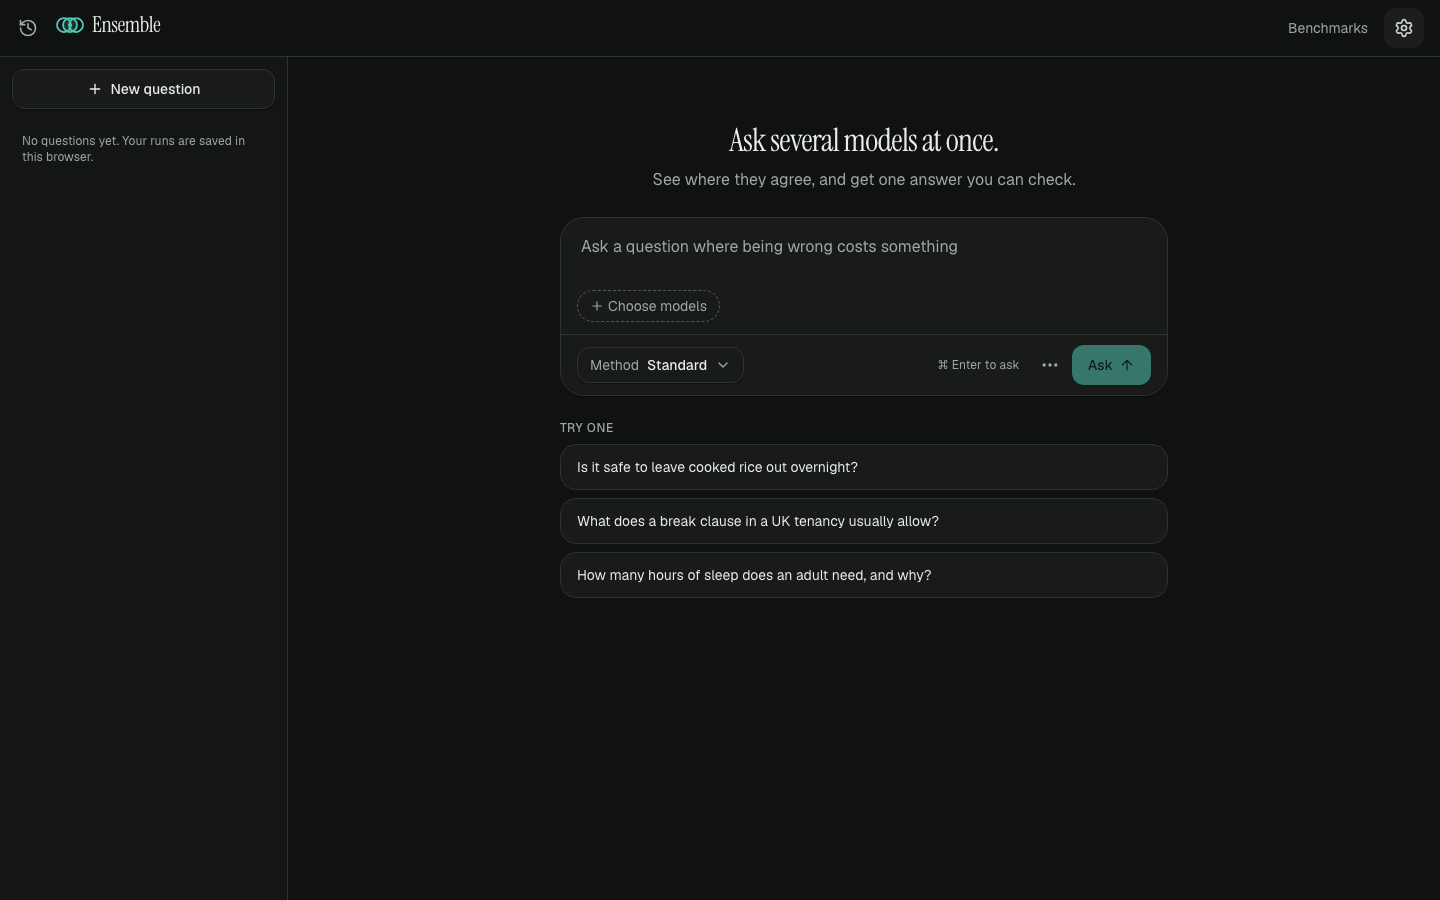 Ensemble
Benchmarks
New question
No questions yet. Your runs are saved in
this browser.
Ask several models at once.
See where they agree, and get one answer you can check.
Ask a question where being wrong costs something
+ Choose models
Method Standard
⌘ Enter to ask
Ask ↑
TRY ONE
Is it safe to leave cooked rice out overnight?
What does a break clause in a UK tenancy usually allow?
How many hours of sleep does an adult need, and why?